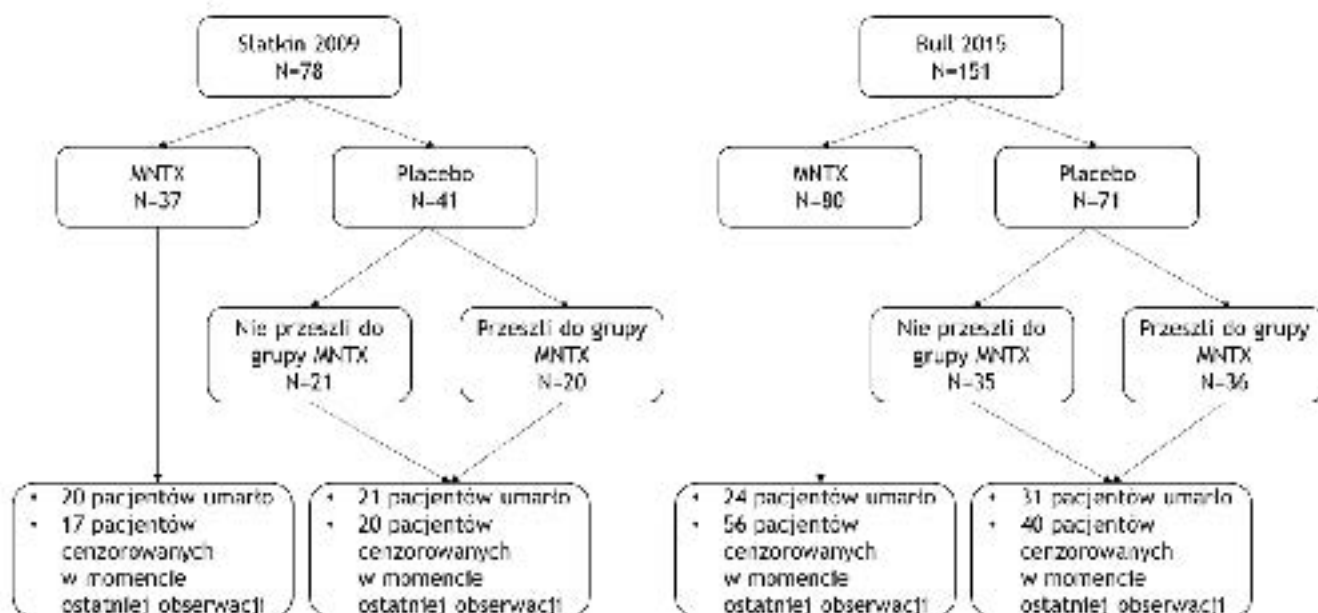 Slatkin 2009
N=78
MNTX
N=37
Placebo
N=41
Nie przeszli do
grupy MNTX
N=21
Przeszli do grupy
MNTX
N=20
• 20 pacjentów umarło
• 17 pacjentów
cenzorowanych
w momencie
ostatniej obserwacji
• 21 pacjentów umarło
• 20 pacjentów
cenzorowanych
w momencie
ostatniej obserwacji
Bull 2015
N=151
MNTX
N=80
Placebo
N=71
Nie przeszli do
grupy MNTX
N=35
Przeszli do grupy
MNTX
N=36
• 24 pacjentów umarło
• 56 pacjentów
cenzorowanych
w momencie
ostatniej obserwacji
• 31 pacjentów umarło
• 40 pacjentów
cenzorowanych
w momencie
ostatniej obserwacji